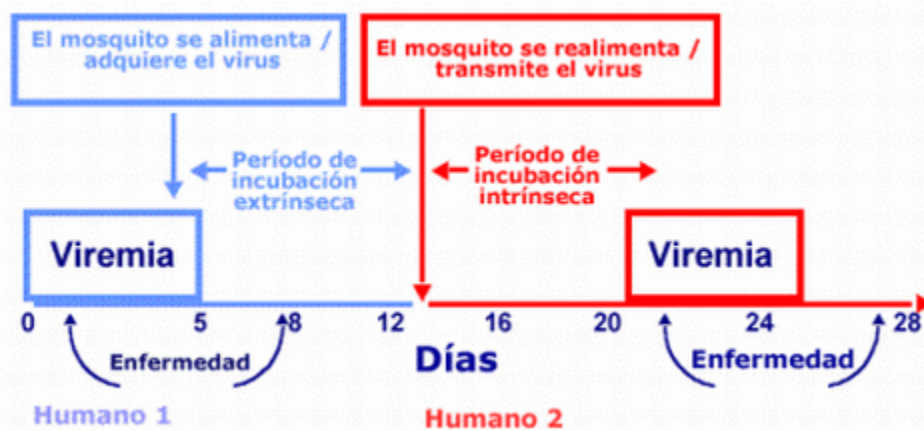 El mosquito se alimenta /
adquiere el virus
El mosquito se realimenta /
transmite el virus
Período de
incubación
extrínseca
Período de
incubación
intrínseca
Viremia
Viremia
0 5 8 12 16 20 24 28
Enfermedad
Días
Enfermedad
Humano 1
Humano 2